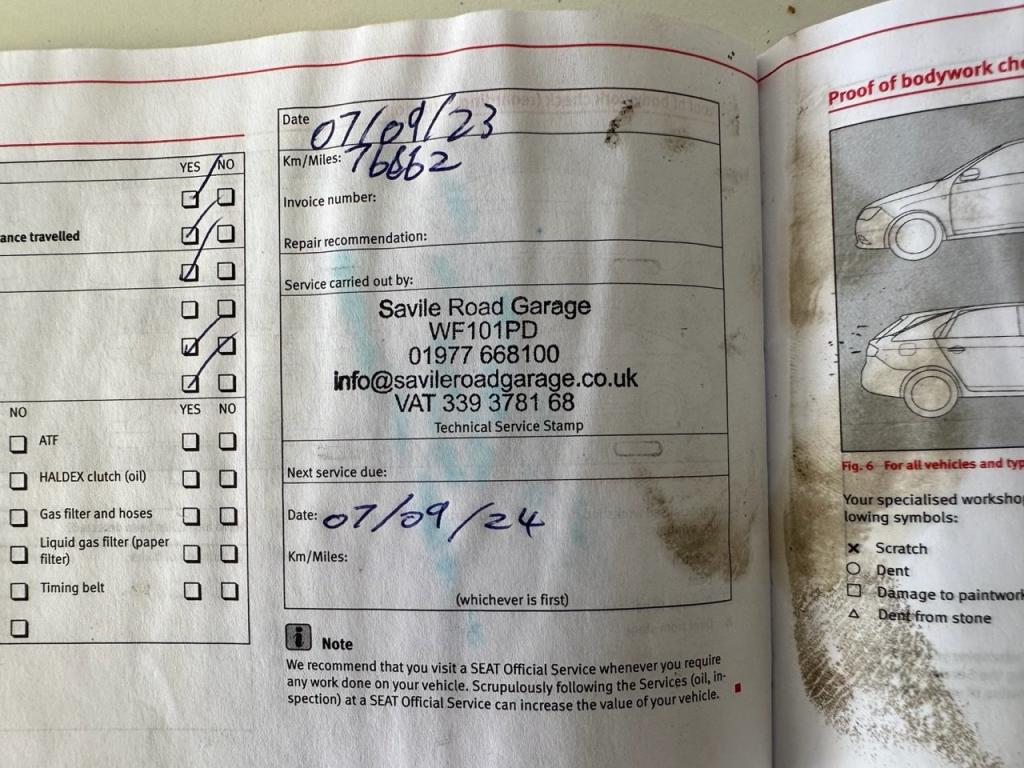 YES NO
ance travelled
NO YES NO
ATF
HALDEX clutch (oil)
Gas filter and hoses
Liquid gas filter (paper
filter)
Timing belt
Date 07/09/23
Km/Miles: 76662
Invoice number:
Repair recommendation:
Service carried out by:
Savile Road Garage
WF101PD
01977 668100
info@savileroadgarage.co.uk
VAT 339 3781 68
Technical Service Stamp
Next service due:
Date: 07/09/24
Km/Miles:
(whichever is first)
i Note
We recommend that you visit a SEAT Official Service whenever you require
any work done on your vehicle. Scrupulously following the Services (oil, in-
spection) at a SEAT Official Service can increase the value of your vehicle.
Proof of bodywork che
Fig. 6 For all vehicles and typ
Your specialised workshop
lowing symbols:
Scratch
Dent
Damage to paintwork
Dent from stone